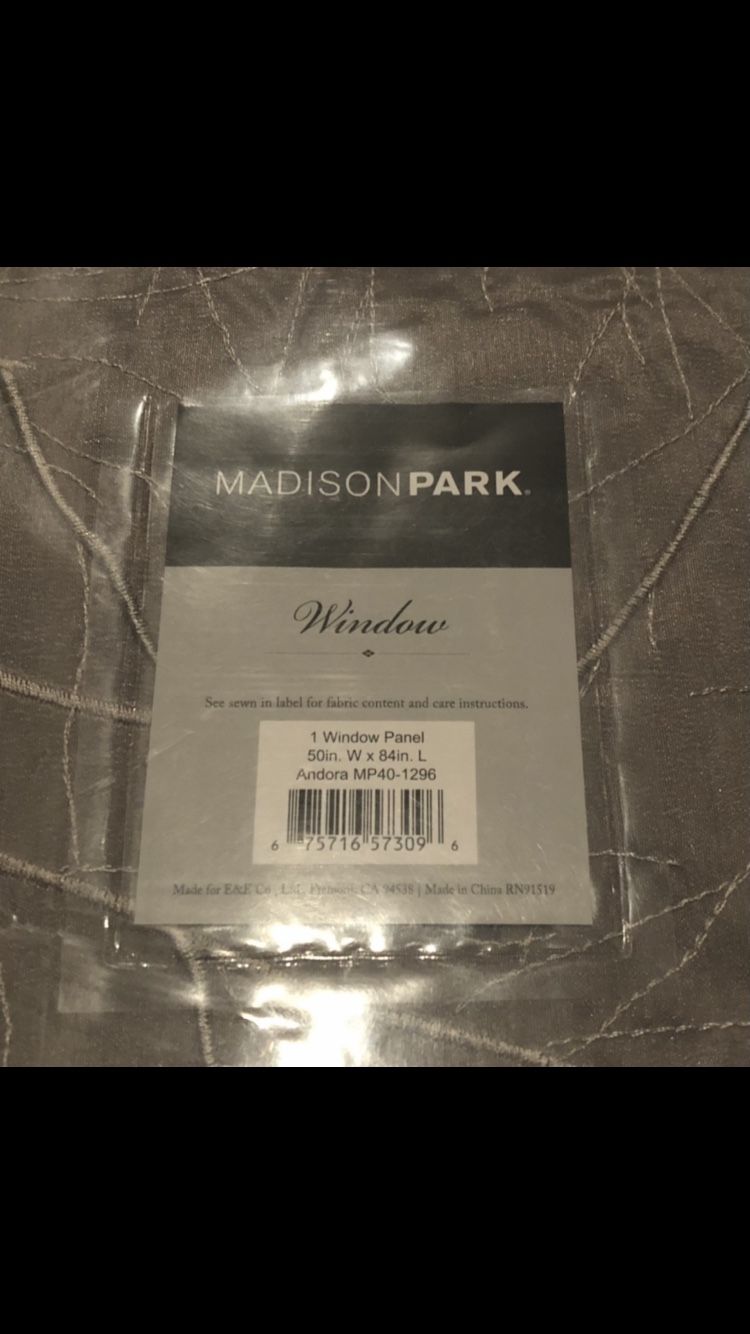 MADISONPARK®
Window
See sewn in label for fabric content and care instructions.
1 Window Panel
50in. W x 84in. L
Andora MP40-1296
6 75716 57309 6
Made for E&E Co., Ltd. Fremont, CA 94538 | Made in China RN91519